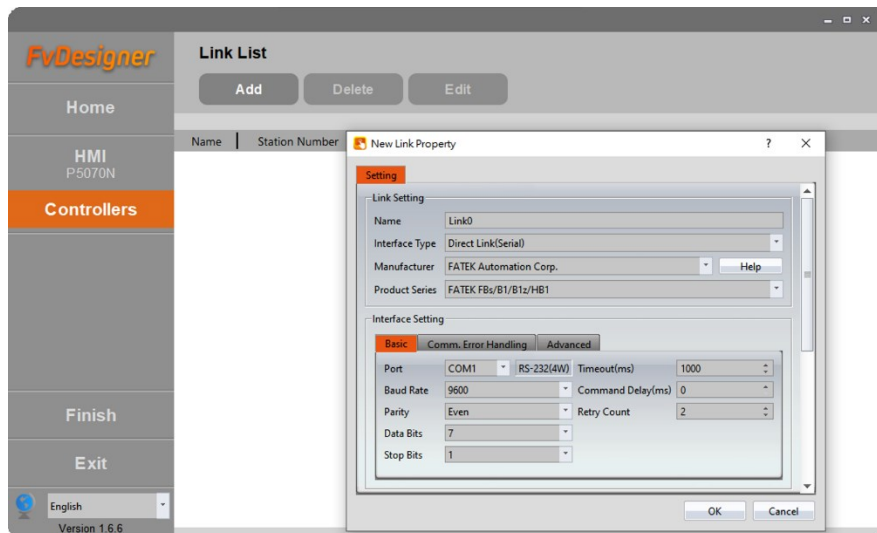 FvDesigner
Link List
Add Delete Edit
Home
Name Station Number
HMI
P5070N
Controllers
Finish
Exit
English
Version 1.6.6
New Link Property ? ×
Setting
Link Setting
Name Link0
Interface Type Direct Link(Serial)
Manufacturer FATEK Automation Corp. Help
Product Series FATEK FBs/B1/B1z/HB1
Interface Setting
Basic Comm. Error Handling Advanced
Port COM1 RS-232(4W) Timeout(ms) 1000
Baud Rate 9600 Command Delay(ms) 0
Parity Even Retry Count 2
Data Bits 7
Stop Bits 1
OK Cancel